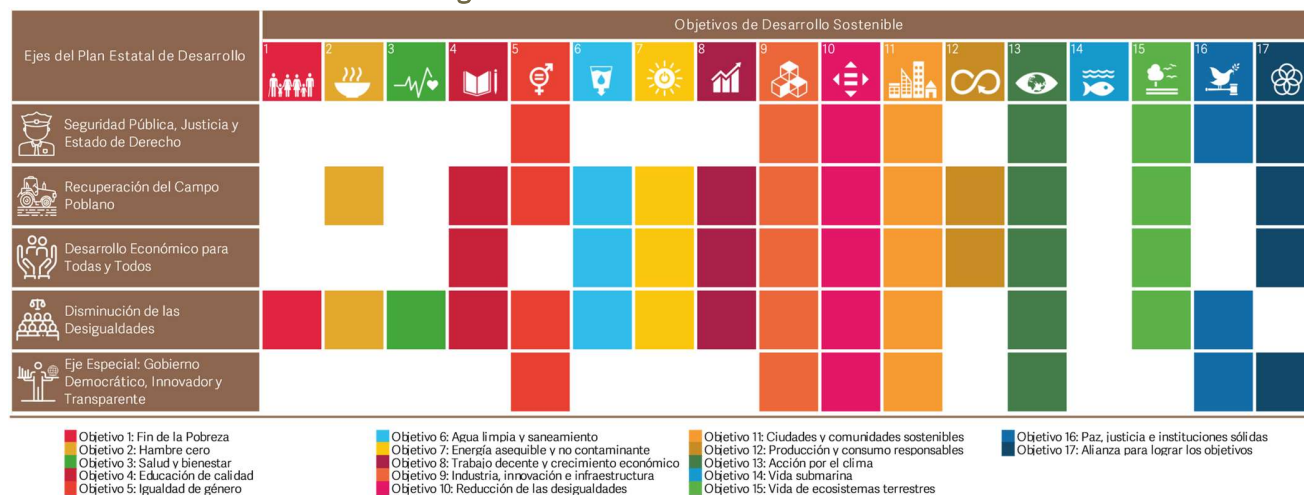 Objetivos de Desarrollo Sostenible
Ejes del Plan Estatal de Desarrollo
1 2 3 4 5 6 7 8 9 10 11 12 13 14 15 16 17
Seguridad Pública, Justicia y
Estado de Derecho
Recuperación del Campo
Poblano
Desarrollo Económico para
Todas y Todos
Disminución de las
Desigualdades
Eje Especial: Gobierno
Democrático, Innovador y
Transparente
Objetivo 1: Fin de la Pobreza
Objetivo 2: Hambre cero
Objetivo 3: Salud y bienestar
Objetivo 4: Educación de calidad
Objetivo 5: Igualdad de género
Objetivo 6: Agua limpia y saneamiento
Objetivo 7: Energía asequible y no contaminante
Objetivo 8: Trabajo decente y crecimiento económico
Objetivo 9: Industria, innovación e infraestructura
Objetivo 10: Reducción de las desigualdades
Objetivo 11: Ciudades y comunidades sostenibles
Objetivo 12: Producción y consumo responsables
Objetivo 13: Acción por el clima
Objetivo 14: Vida submarina
Objetivo 15: Vida de ecosistemas terrestres
Objetivo 16: Paz, justicia e instituciones sólidas
Objetivo 17: Alianza para lograr los objetivos